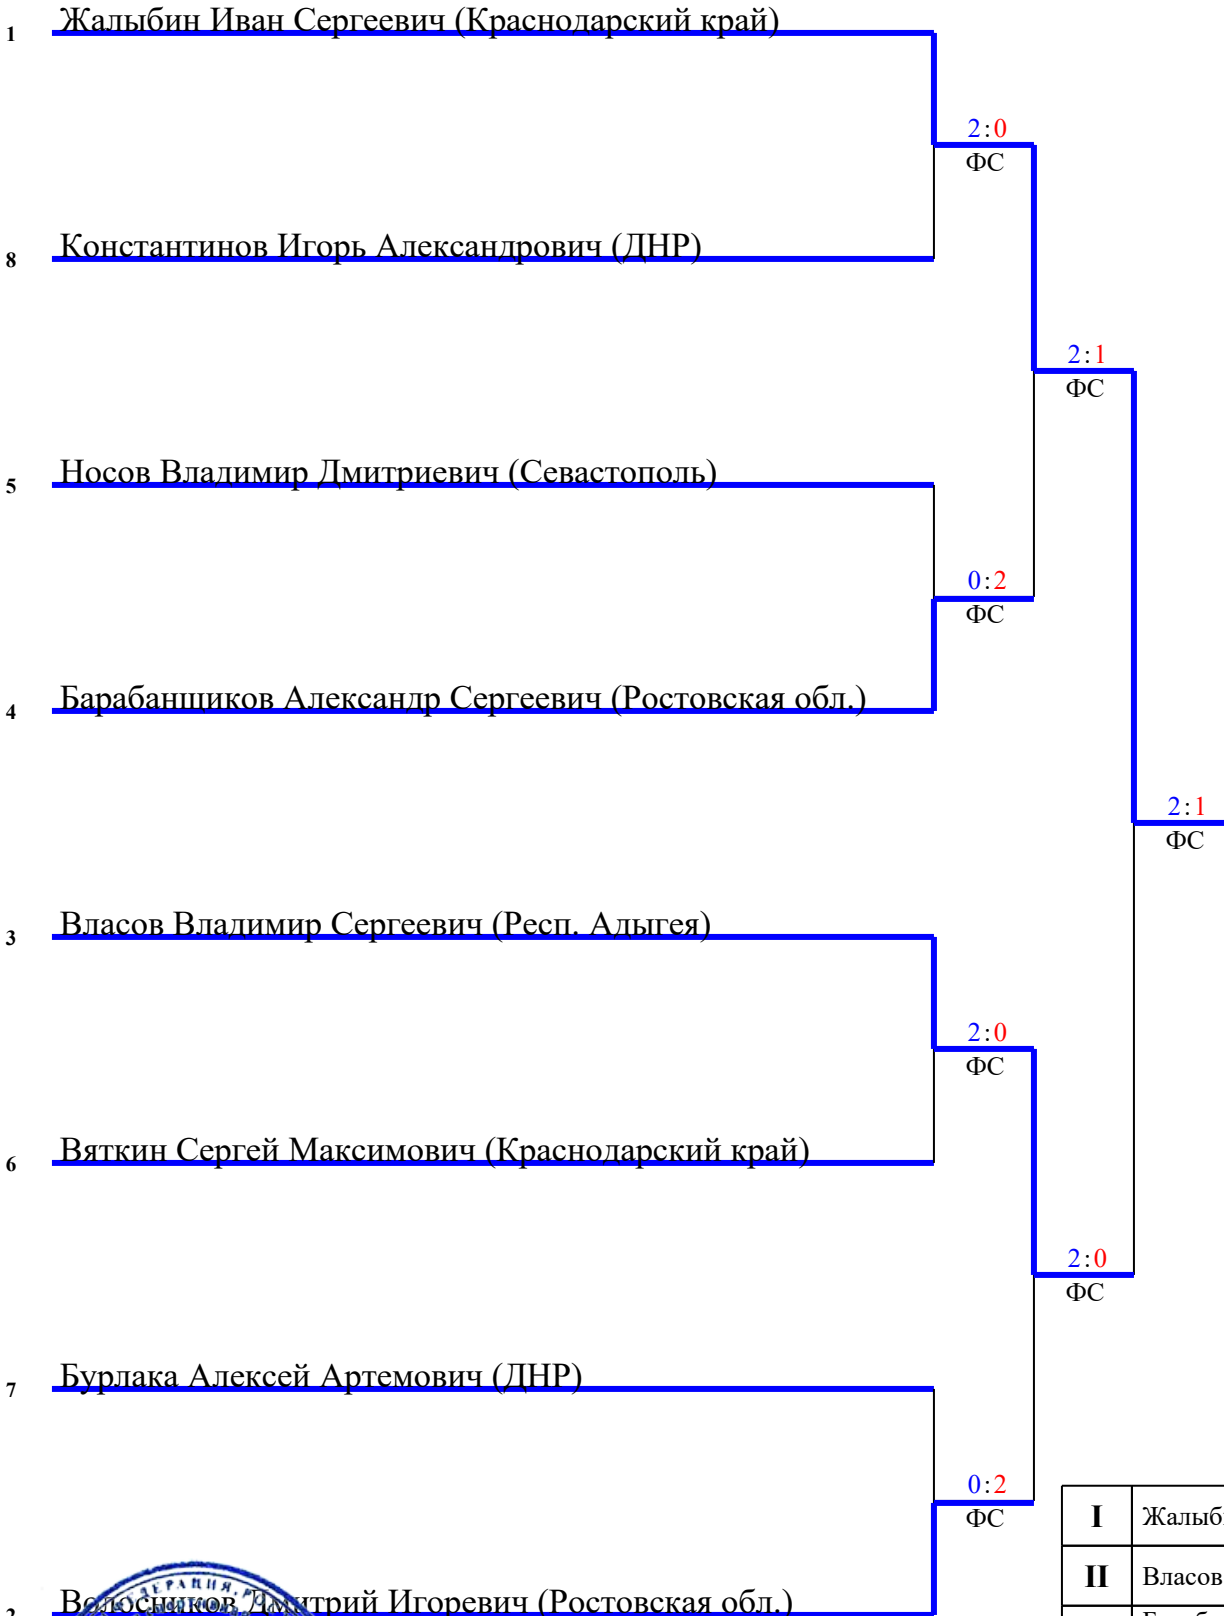 1 Жалыбин Иван Сергеевич (Краснодарский край)
2:0
ФС
8 Константинов Игорь Александрович (ДНР)
2:1
ФС
5 Носов Владимир Дмитриевич (Севастополь)
0:2
ФС
4 Барабанщиков Александр Сергеевич (Ростовская обл.)
2:1
ФС
3 Власов Владимир Сергеевич (Респ. Адыгея)
2:0
ФС
6 Вяткин Сергей Максимович (Краснодарский край)
2:0
ФС
7 Бурлака Алексей Артемович (ДНР)
0:2
ФС
I
II Власов
Дмитрий Игоревич (Ростовская обл.)